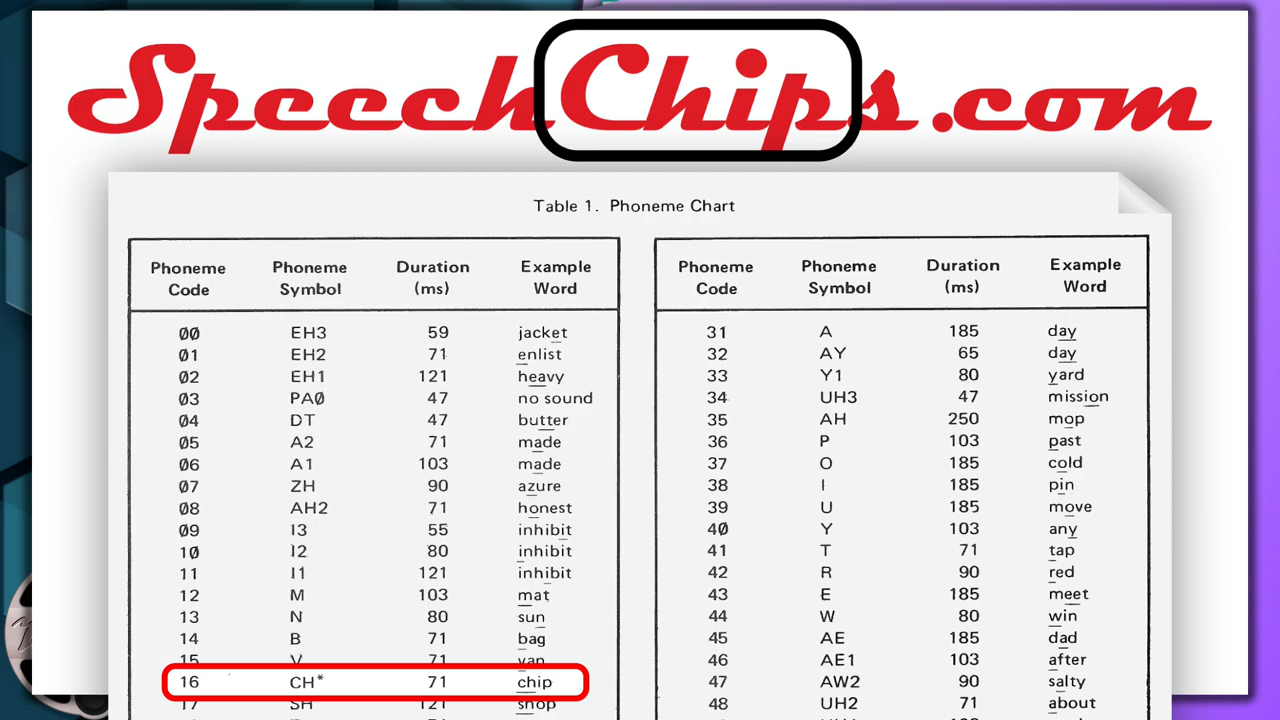 SpeechChips.com
Table 1. Phoneme Chart
Phoneme Code Phoneme Symbol Duration (ms) Example Word
00 EH3 59 jacket
01 EH2 71 enlist
02 EH1 121 heavy
03 PA0 47 no sound
04 DT 47 butter
05 A2 71 made
06 A1 103 made
07 ZH 90 azure
08 AH2 71 honest
09 I3 55 inhibit
10 I2 80 inhibit
11 I1 121 inhibit
12 M 103 mat
13 N 80 sun
14 B 71 bag
15 V 71 van
16 CH* 71 chip
17 SH 121 shop
Phoneme Code Phoneme Symbol Duration (ms) Example Word
31 A 185 day
32 AY 65 day
33 Y1 80 yard
34 UH3 47 mission
35 AH 250 mop
36 P 103 past
37 O 185 cold
38 I 185 pin
39 U 185 move
40 Y 103 any
41 T 71 tap
42 R 90 red
43 E 185 meet
44 W 80 win
45 AE 185 dad
46 AE1 103 after
47 AW2 90 salty
48 UH2 71 about